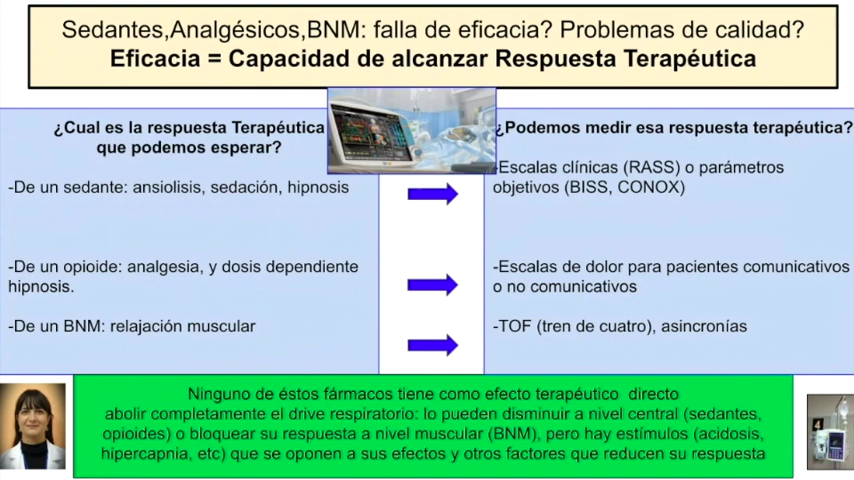 Sedantes,Analgésicos,BNM: falla de eficacia? Problemas de calidad?
Eficacia = Capacidad de alcanzar Respuesta Terapéutica
¿Cual es la respuesta Terapéutica
que podemos esperar?
-De un sedante: ansiolisis, sedación, hipnosis
-De un opioide: analgesia, y dosis dependiente
hipnosis.
-De un BNM: relajación muscular
¿Podemos medir esa respuesta terapéutica?
-Escalas clínicas (RASS) o parámetros
objetivos (BISS, CONOX)
-Escalas de dolor para pacientes comunicativos
o no comunicativos
-TOF (tren de cuatro), asincronías
Ninguno de éstos fármacos tiene como efecto terapéutico directo
abolir completamente el drive respiratorio: lo pueden disminuir a nivel central (sedantes,
opioides) o bloquear su respuesta a nivel muscular (BNM), pero hay estímulos (acidosis,
hipercapnia, etc) que se oponen a sus efectos y otros factores que reducen su respuesta
4